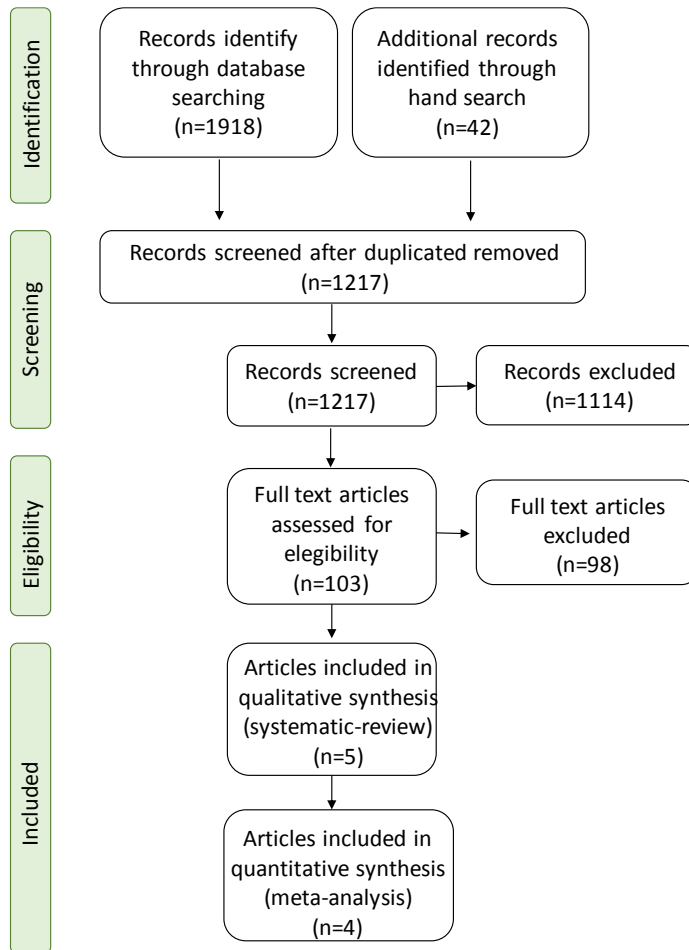 Identification
Records identify
through database
searching
(n=1918)
Additional records
identified through
hand search
(n=42)
Screening
Records screened after duplicated removed
(n=1217)
Records screened
(n=1217)
Records excluded
(n=1114)
Eligibility
Full text articles
assessed for
elegibility
(n=103)
Full text articles
excluded
(n=98)
Included
Articles included in
qualitative synthesis
(systematic-review)
(n=5)
Articles included in
quantitative synthesis
(meta-analysis)
(n=4)